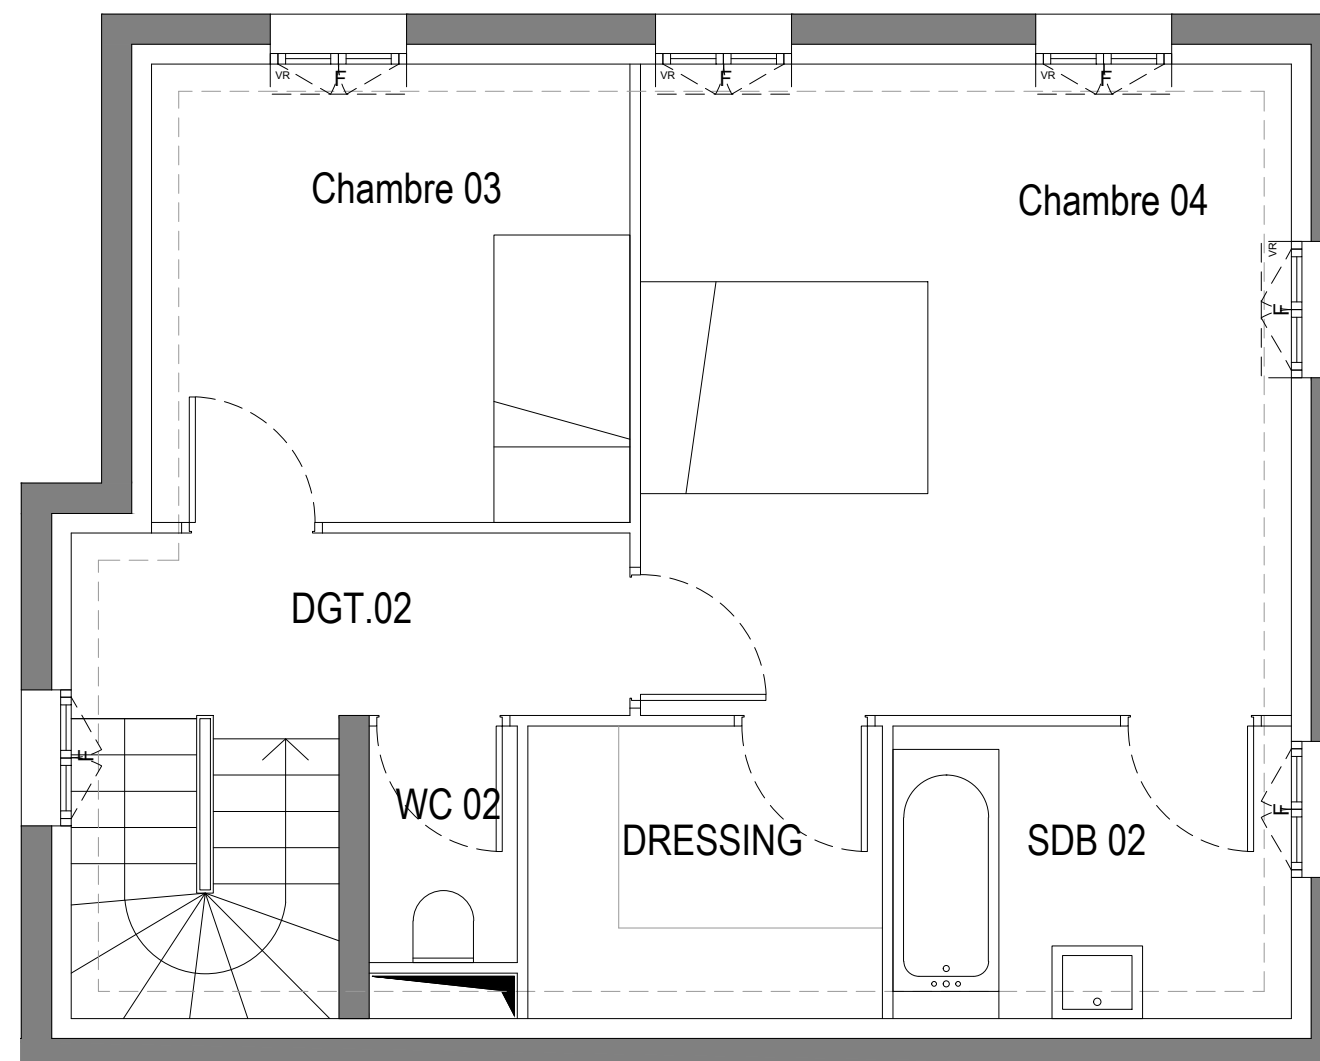 VR F
VR F
VR F
Chambre 03
Chambre 04
VR
F
DGT.02
F
WC 02
DRESSING
SDB 02
F